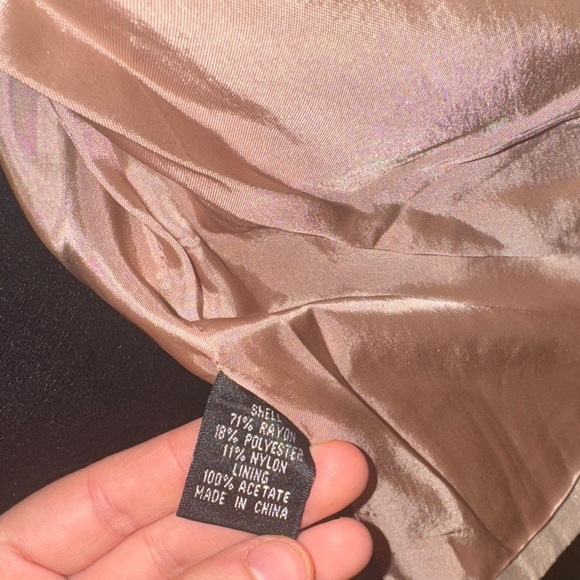 SHELL
71% RAYON
18% POLYESTER
11% NYLON
LINING
100% ACETATE
MADE IN CHINA